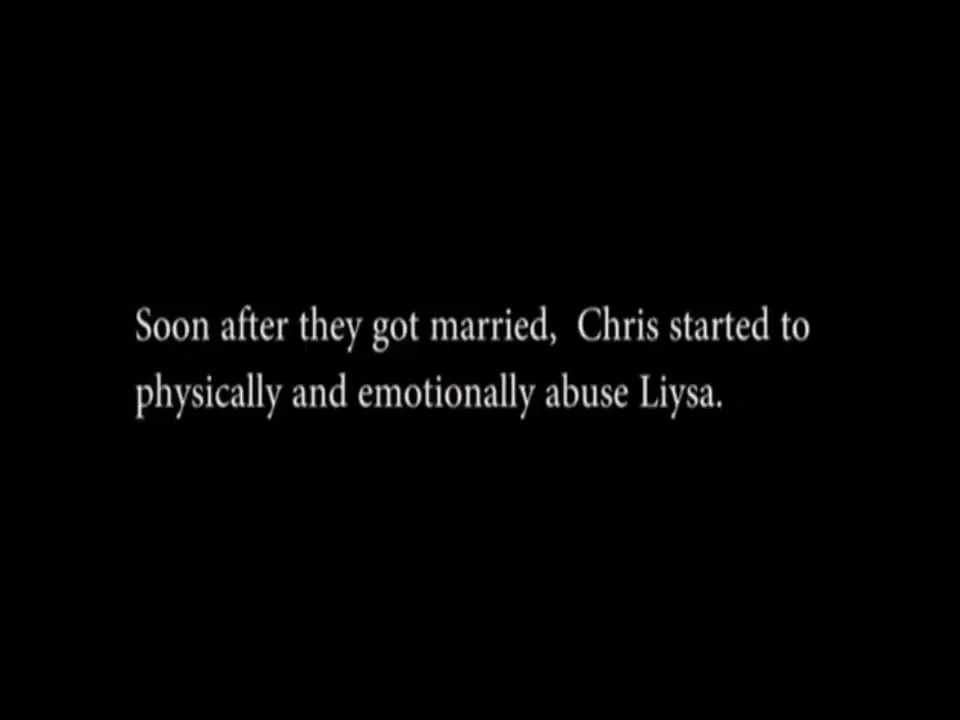 Soon after they got married,  Chris started to
physically and emotionally abuse Liysa.